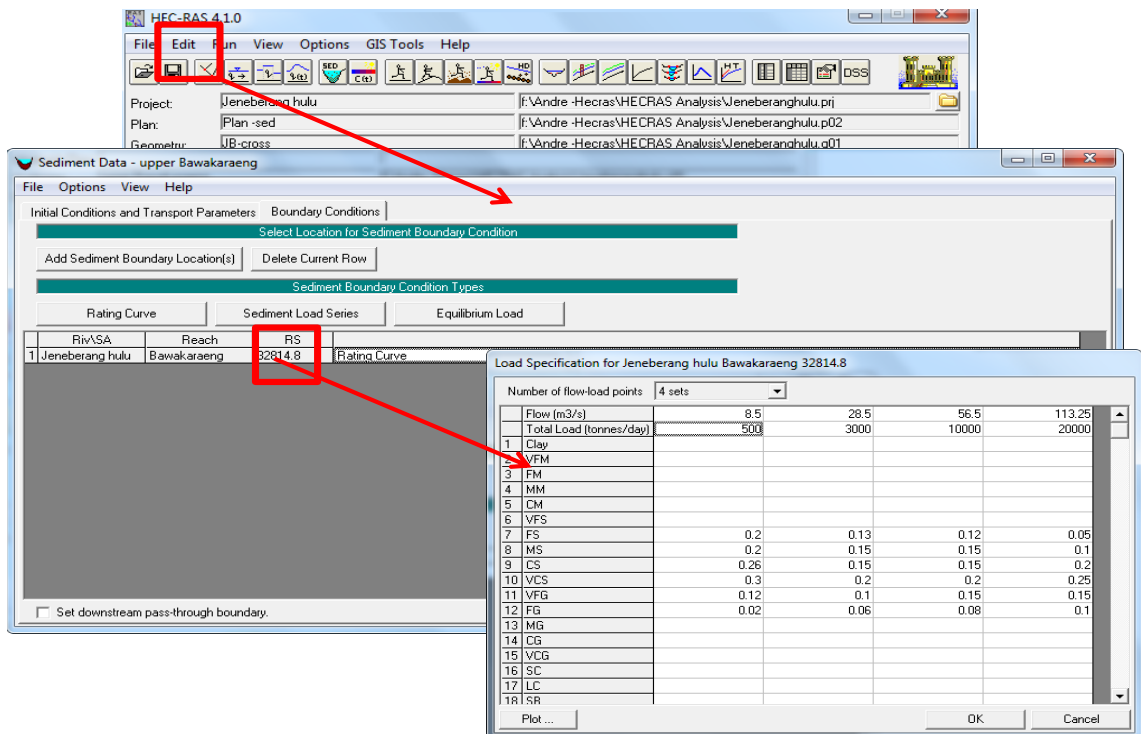 HEC-RAS 4.1.0
File Edit Run View Options GIS Tools Help
SED
HD
HT
DSS
Project: Jeneberang hulu f:\Andre -Hecras\HECRAS Analysis\Jeneberanghulu.prj
Plan: Plan -sed f:\Andre -Hecras\HECRAS Analysis\Jeneberanghulu.p02
Geometry: JB-cross f:\Andre -Hecras\HECRAS Analysis\Jeneberanghulu.g01
Sediment Data - upper Bawakaraeng
File Options View Help
Initial Conditions and Transport Parameters Boundary Conditions
Select Location for Sediment Boundary Condition
Add Sediment Boundary Location(s) Delete Current Row
Sediment Boundary Condition Types
Rating Curve Sediment Load Series Equilibrium Load
Riv\SA Reach RS
1 Jeneberang hulu Bawakaraeng 32814.8 Rating Curve
Set downstream pass-through boundary.
Load Specification for Jeneberang hulu Bawakaraeng 32814.8
Number of flow-load points 4 sets
Flow (m3/s) 8.5 28.5 56.5 113.25
Total Load (tonnes/day) 500 3000 10000 20000
1 Clay
2 VFM
3 FM
4 MM
5 CM
6 VFS
7 FS 0.2 0.13 0.12 0.05
8 MS 0.2 0.15 0.15 0.1
9 CS 0.26 0.15 0.15 0.2
10 VCS 0.3 0.2 0.2 0.25
11 VFG 0.12 0.1 0.15 0.15
12 FG 0.02 0.06 0.08 0.1
13 MG
14 CG
15 VCG
16 SC
17 LC
18 SB
Plot ... OK Cancel